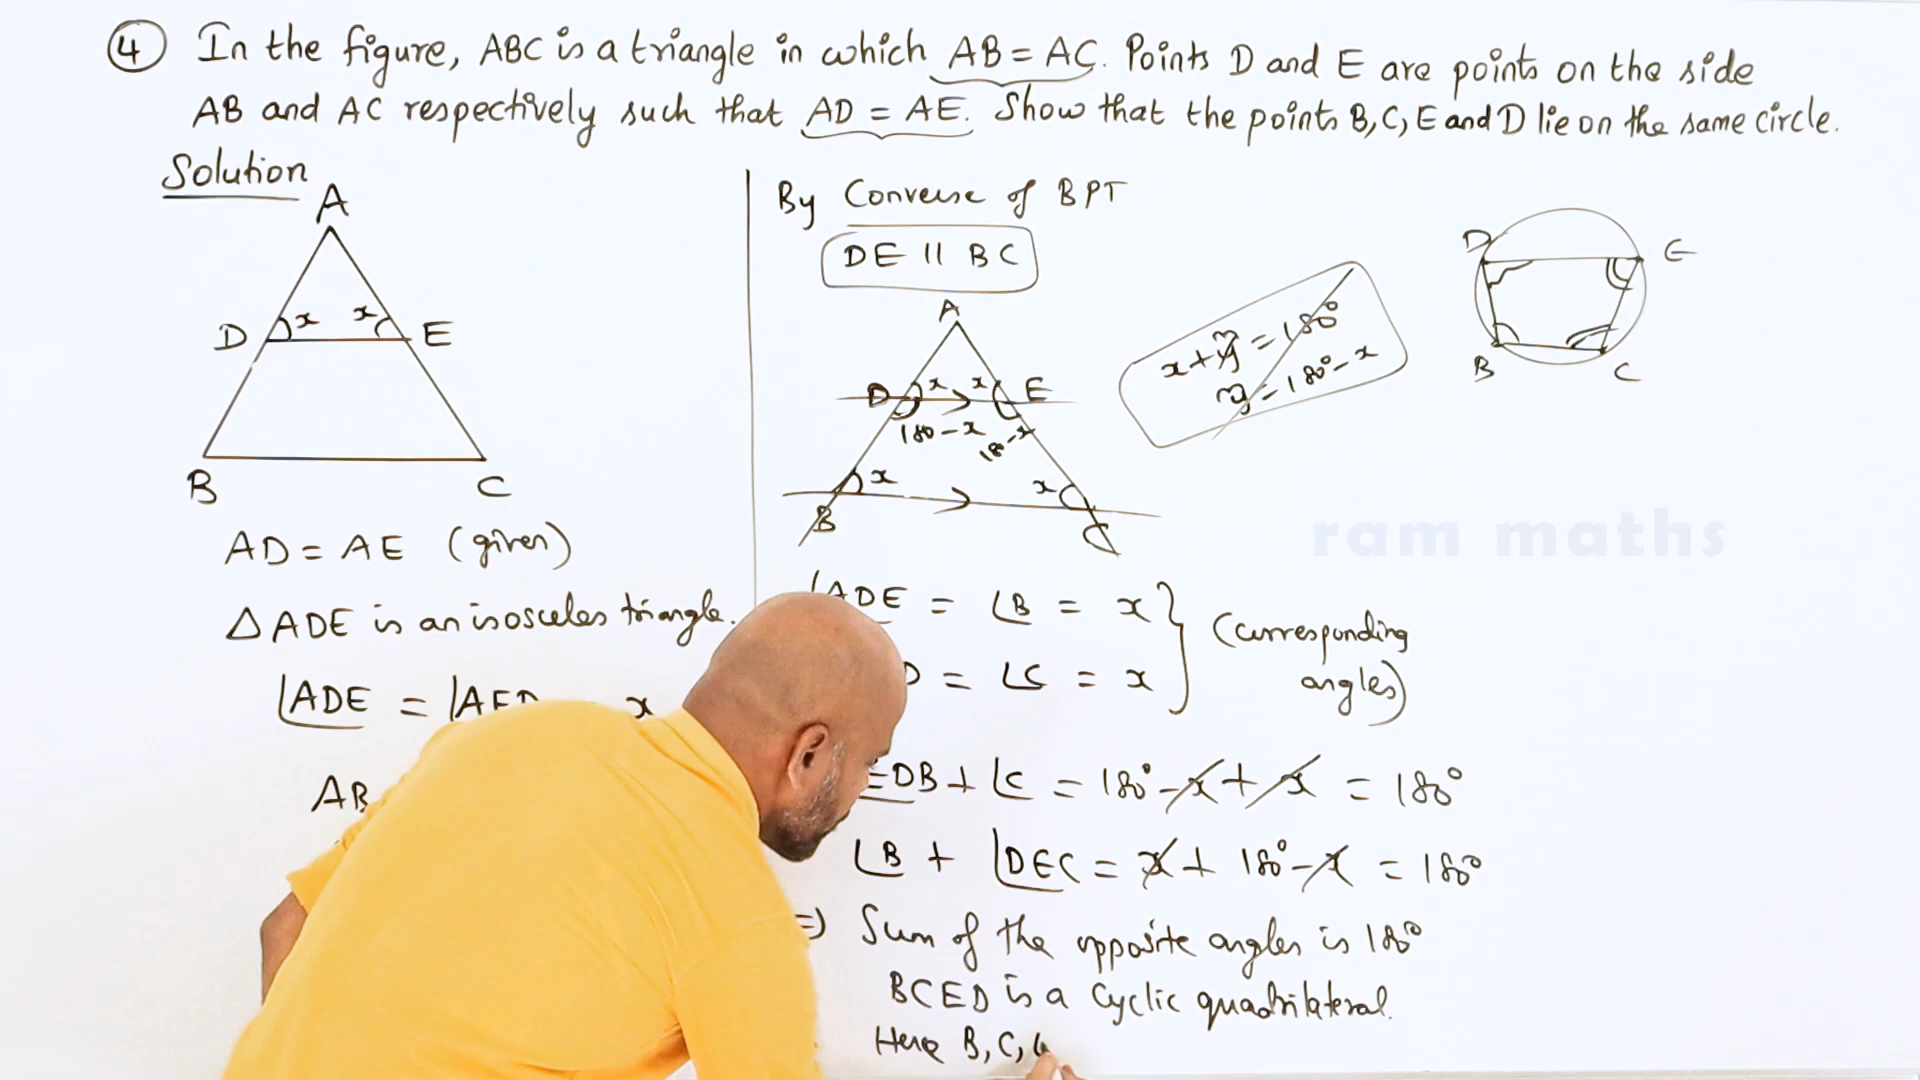 4 In the figure, ABC is a triangle in which AB = AC. Points D and E are points on the side
AB and AC respectively such that AD = AE. Show that the points B, C, E and D lie on the same circle.
Solution
A
D x x E
B C
AD = AE (given)
△ADE is an isosceles triangle.
∠ADE = ∠AED x
AB
By Converse of BPT
DE || BC
A
D x x E
180-x 180-x
B x x C
x + y = 180°
y = 180° - x
D E
B C
∠ADE = ∠B = x
D = ∠C = x
(corresponding
angles)
EDB + ∠C = 180° - x + x = 180°
∠B + ∠DEC = x + 180° - x = 180°
⇒ Sum of the opposite angles is 180°
BCED is a cyclic quadrilateral.
Here B, C,
ram maths